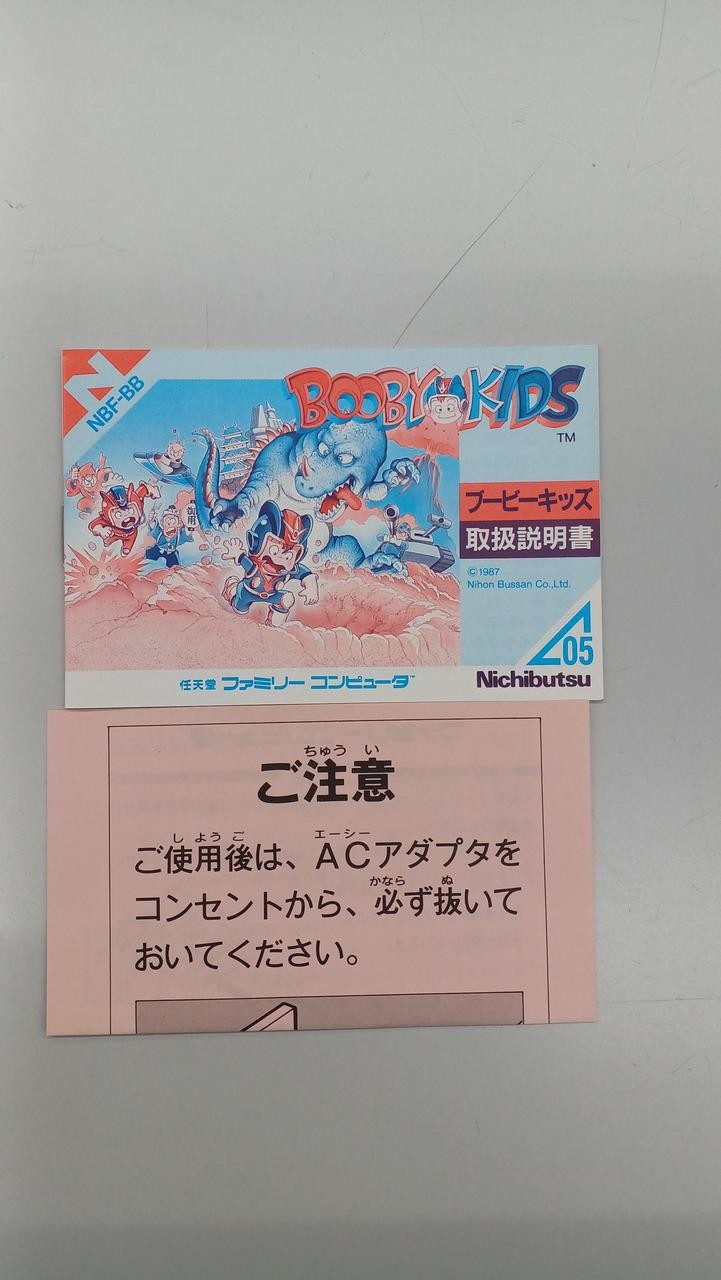 N
NBF-BB
BOOBY KIDS
TM
御用
ブービーキッズ
取扱説明書
©1987
Nihon Bussan Co.,Ltd.
05
任天堂 ファミリー コンピュータ™
Nichibutsu
ちゅう い
ご注意
し よう ご エーシー
ご使用後は、ACアダプタを
かなら ぬ
コンセントから、必ず抜いて
おいてください。